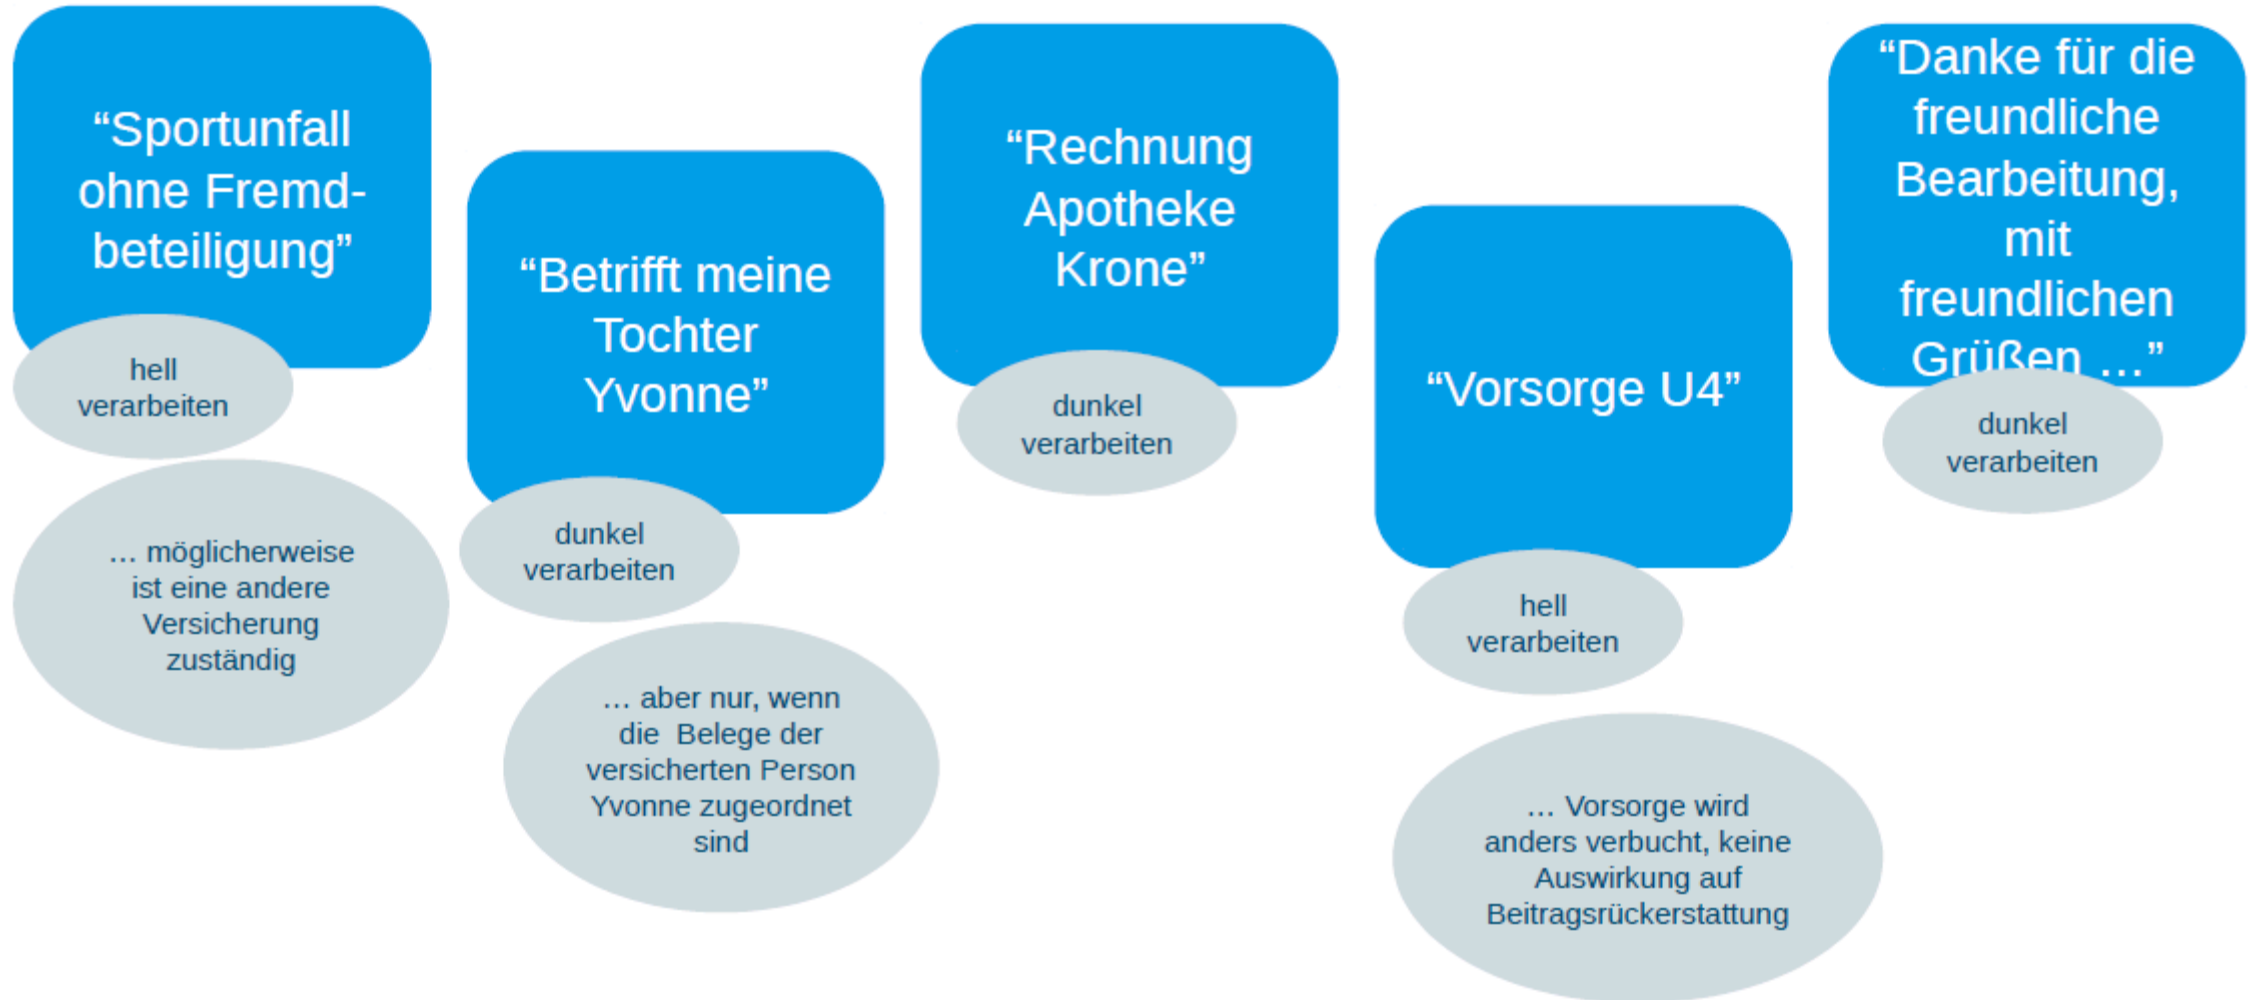 “Sportunfall
ohne Fremd-
beteiligung”
hell
verarbeiten
… möglicherweise
ist eine andere
Versicherung
zuständig
“Betrifft meine
Tochter
Yvonne”
dunkel
verarbeiten
… aber nur, wenn
die  Belege der
versicherten Person
Yvonne zugeordnet
sind
“Rechnung
Apotheke
Krone”
dunkel
verarbeiten
“Vorsorge U4”
hell
verarbeiten
… Vorsorge wird
anders verbucht, keine
Auswirkung auf
Beitragsrückerstattung
“Danke für die
freundliche
Bearbeitung,
mit
freundlichen
Grüßen …”
dunkel
verarbeiten